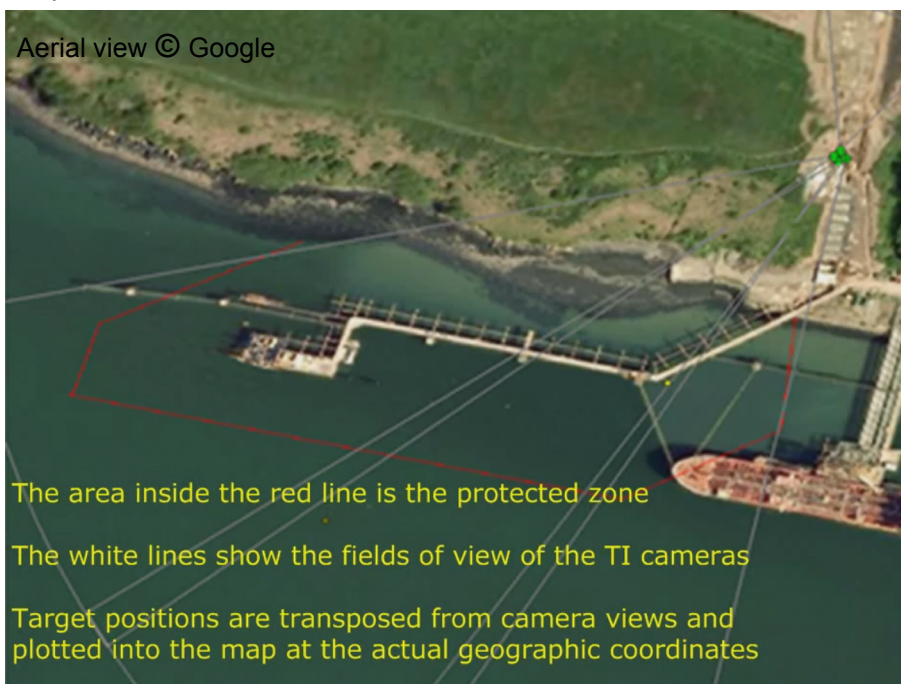 Aerial view © Google
The area inside the red line is the protected zone
The white lines show the fields of view of the TI cameras
Target positions are transposed from camera views and
plotted into the map at the actual geographic coordinates